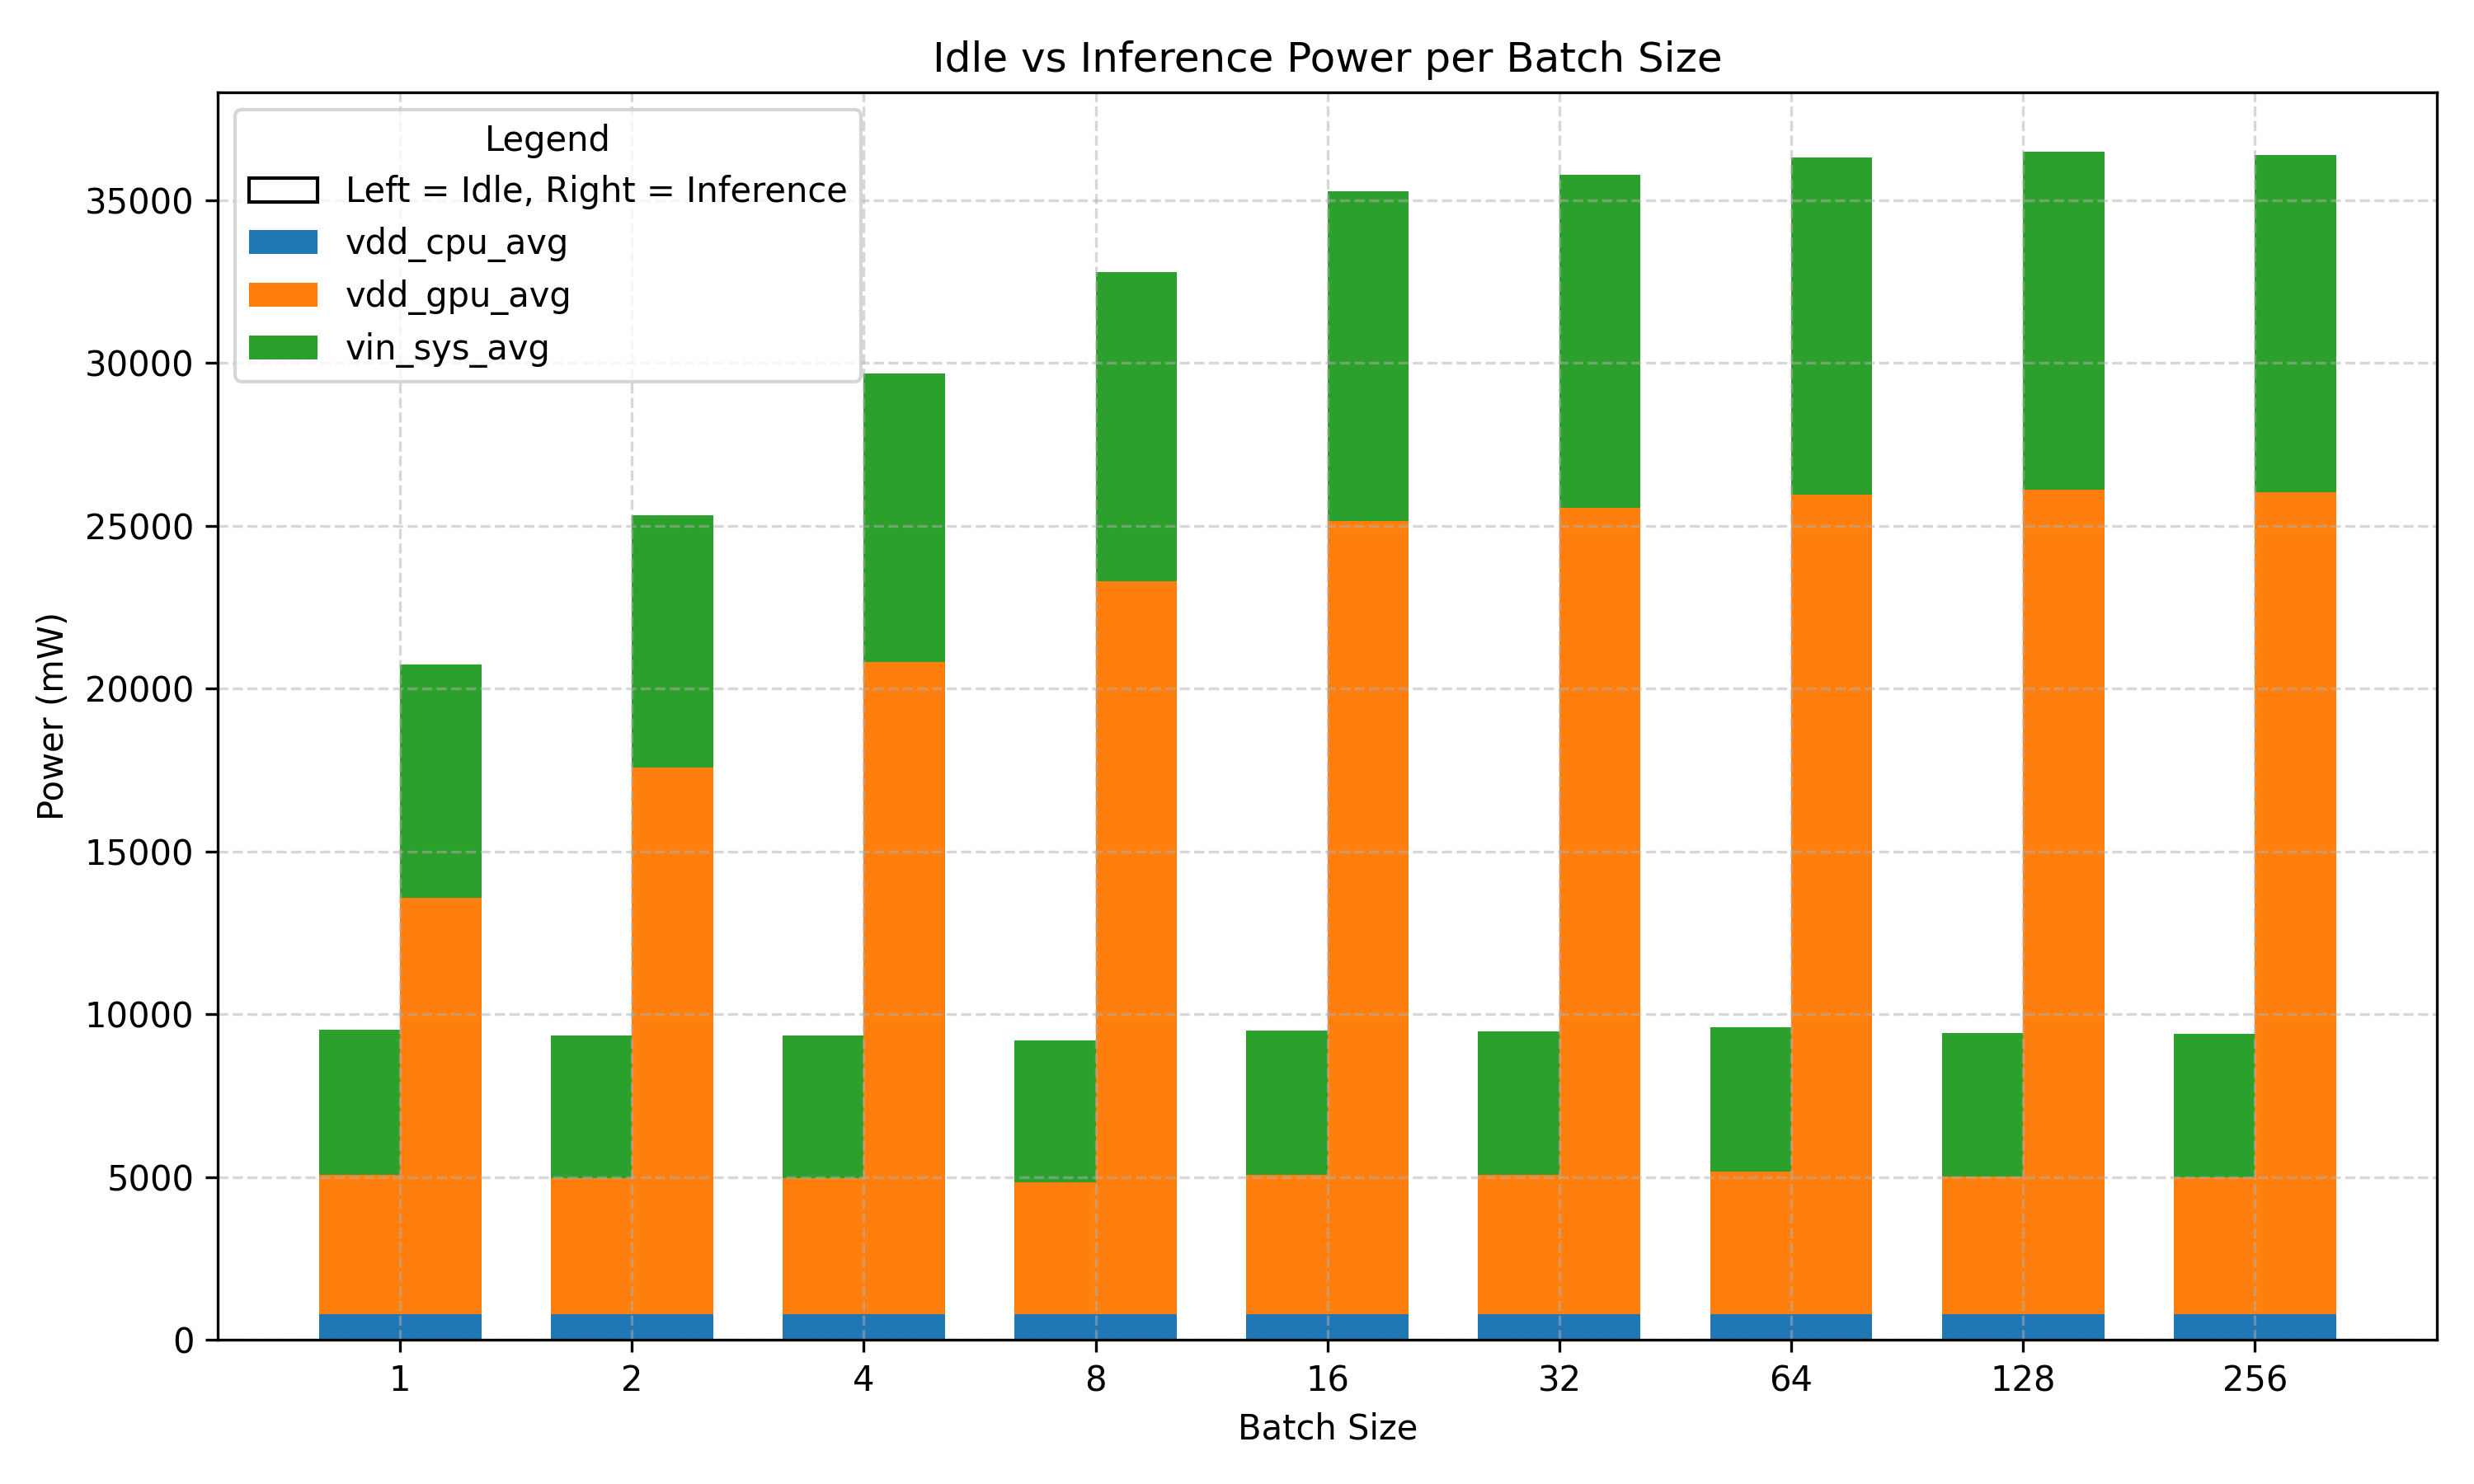 Idle vs Inference Power per Batch Size
Legend
Left = Idle, Right = Inference
vdd_cpu_avg
vdd_gpu_avg
vin_sys_avg
Power (mW)
35000
30000
25000
20000
15000
10000
5000
0
1 2 4 8 16 32 64 128 256
Batch Size